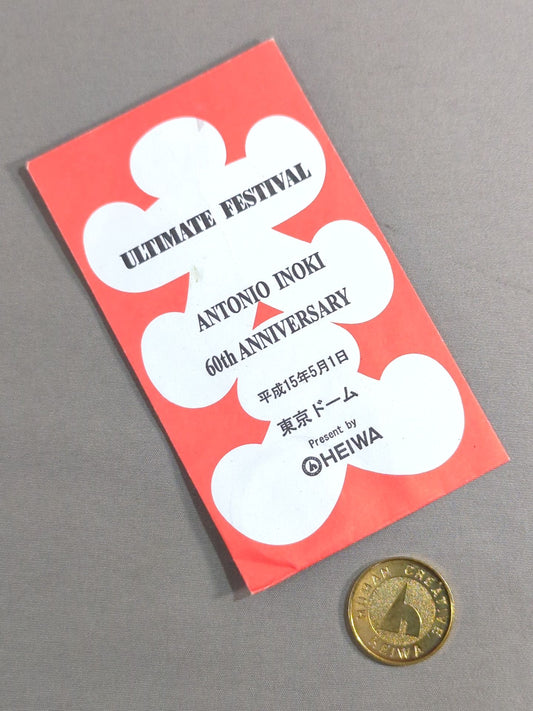 ULTIMATE FESTIVAL
ANTONIO INOKI
60th ANNIVERSARY
平成15年5月1日
東京ドーム
Present by
HEIWA
HUMAN CREATIVE
HEIWA